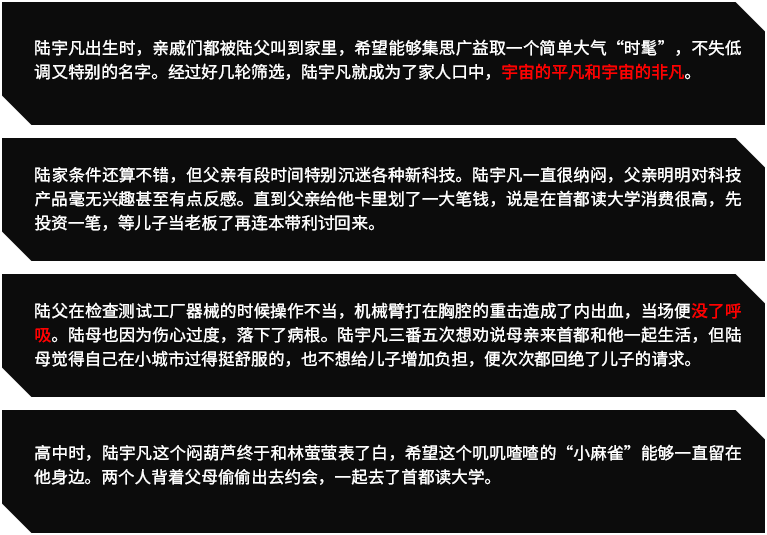 陆宇凡出生时，亲戚们都被陆父叫到家里，希望能够集思广益取一个简单大气“时髦”，不失低
调又特别的名字。经过好几轮筛选，陆宇凡就成为了家人口中，宇宙的平凡和宇宙的非凡。
陆家条件还算不错，但父亲有段时间特别沉迷各种新科技。陆宇凡一直很纳闷，父亲明明对科技
产品毫无兴趣甚至有点反感。直到父亲给他卡里划了一大笔钱，说是在首都读大学消费很高，先
投资一笔，等儿子当老板了再连本带利讨回来。
陆父在检查测试工厂器械的时候操作不当，机械臂打在胸腔的重击造成了内出血，当场便没了呼
吸。陆母也因为伤心过度，落下了病根。陆宇凡三番五次想劝说母亲来首都和他一起生活，但陆
母觉得自己在小城市过得挺舒服的，也不想给儿子增加负担，便次次都回绝了儿子的请求。
高中时，陆宇凡这个闷葫芦终于和林萤萤表了白，希望这个叽叽喳喳的“小麻雀”能够一直留在
他身边。两个人背着父母偷偷出去约会，一起去了首都读大学。